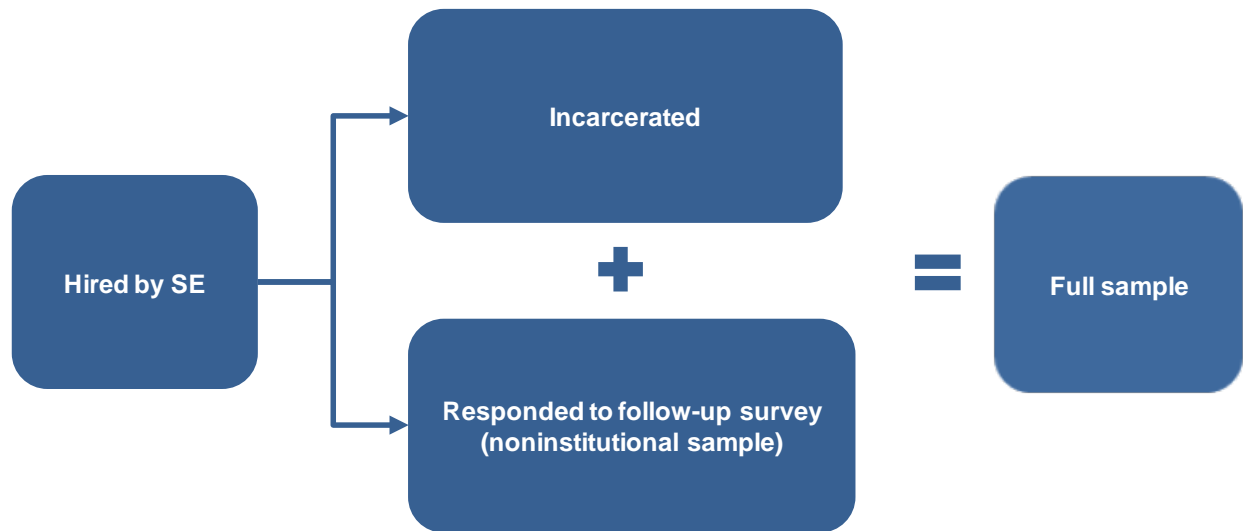 Incarcerated
Hired by SE
+
=
Full sample
Responded to follow-up survey
(noninstitutional sample)